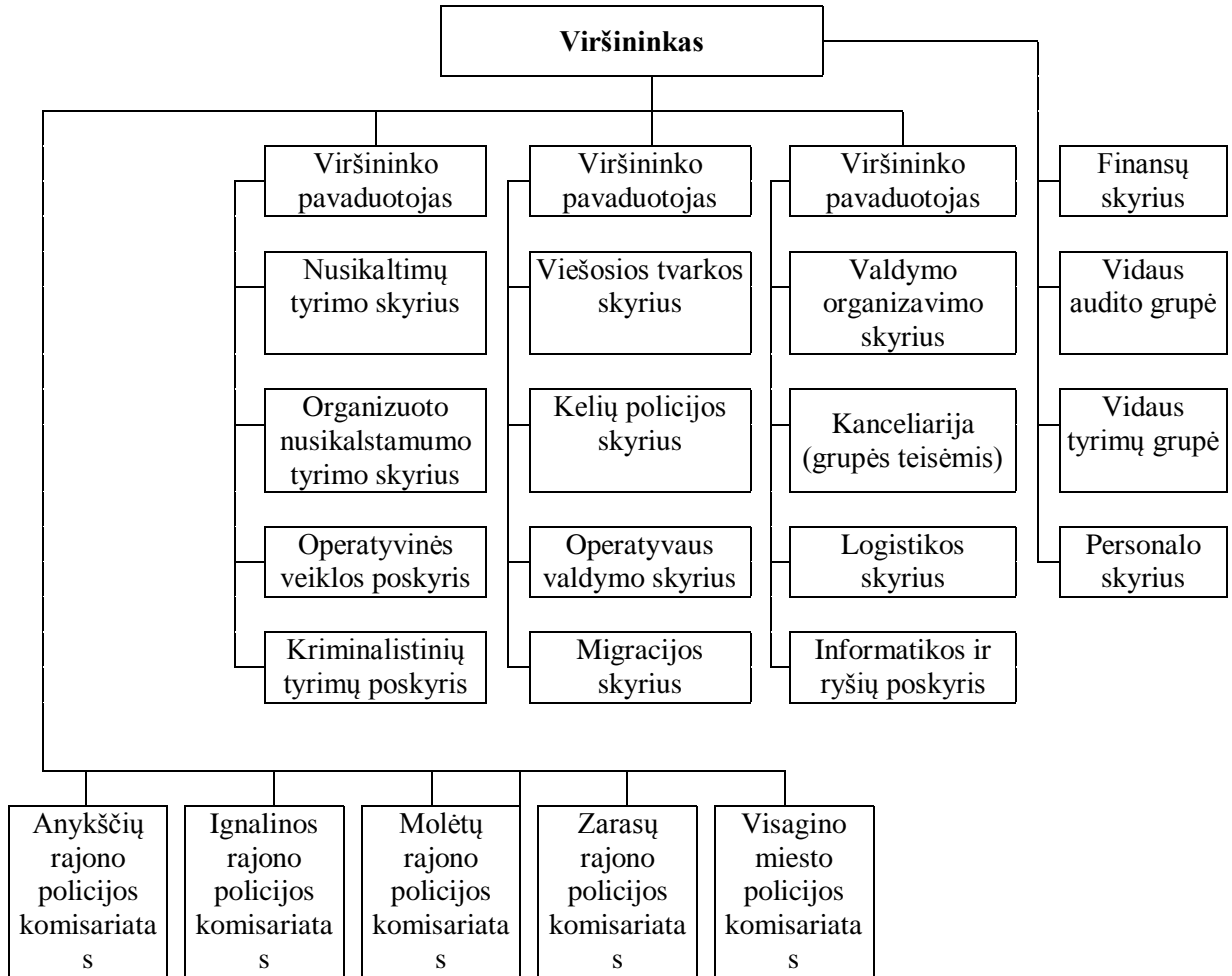 Viršininkas
Viršininko
pavaduotojas
Nusikaltimų
tyrimo skyrius
Organizuoto
nusikalstamumo
tyrimo skyrius
Operatyvinės
veiklos poskyris
Kriminalistinių
tyrimų poskyris
Viršininko
pavaduotojas
Viešosios tvarkos
skyrius
Kelių policijos
skyrius
Operatyvaus
valdymo skyrius
Migracijos
skyrius
Viršininko
pavaduotojas
Valdymo
organizavimo
skyrius
Kanceliarija
(grupės teisėmis)
Logistikos
skyrius
Informatikos ir
ryšių poskyris
Finansų
skyrius
Vidaus
audito grupė
Vidaus
tyrimų grupė
Personalo
skyrius
Anykščių
rajono
policijos
komisariata
s
Ignalinos
rajono
policijos
komisariata
s
Molėtų
rajono
policijos
komisariata
s
Zarasų
rajono
policijos
komisariata
s
Visagino
miesto
policijos
komisariata
s